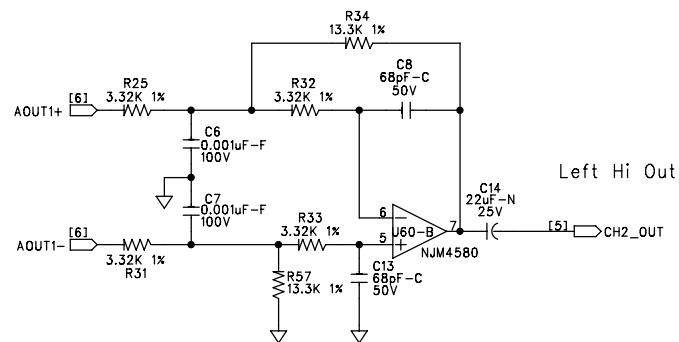 R34
13.3K 1%
C8
68pF-C
50V
R25
3.32K 1%
R32
3.32K 1%
[6]
AOUT1+
C6
0.001uF-F
100V
C7
0.001uF-F
100V
Left Hi Out
C14
22uF-N
25V
6
7
U60-B
5
NJM4580
[5]
CH2_OUT
[6]
AOUT1-
R33
3.32K 1%
3.32K 1%
R31
R57
13.3K 1%
C13
68pF-C
50V